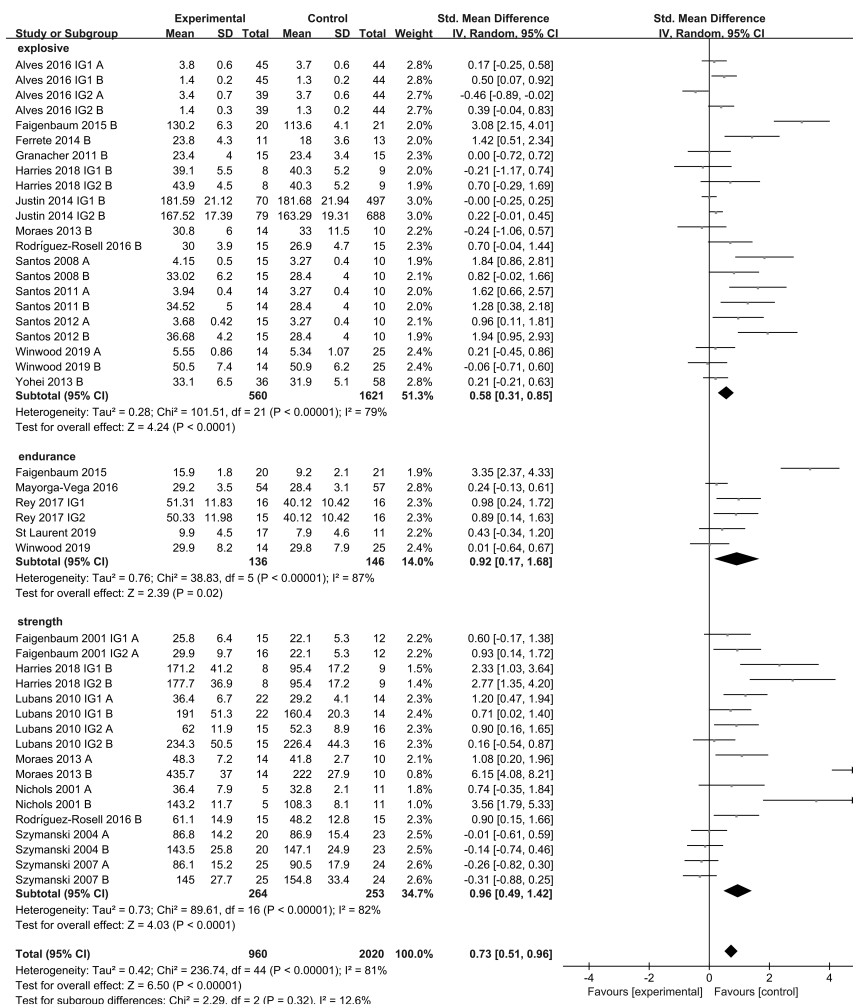 Experimental Control Std. Mean Difference Std. Mean Difference
Study or Subgroup Mean SD Total Mean SD Total Weight IV, Random, 95% CI IV, Random, 95% CI
explosive
Alves 2016 IG1 A 3.8 0.6 45 3.7 0.6 44 2.8% 0.17 [-0.25, 0.58]
Alves 2016 IG1 B 1.4 0.2 45 1.3 0.2 44 2.7% 0.50 [0.07, 0.92]
Alves 2016 IG2 A 3.4 0.7 39 3.7 0.6 44 2.7% -0.46 [-0.89, -0.02]
Alves 2016 IG2 B 1.4 0.3 39 1.3 0.2 44 2.7% 0.39 [-0.04, 0.83]
Faigenbaum 2015 B 130.2 6.3 20 113.6 4.1 21 2.0% 3.08 [2.15, 4.01]
Ferrete 2014 B 23.8 4.3 11 18 3.6 13 2.0% 1.42 [0.51, 2.34]
Granacher 2011 B 23.4 4 15 23.4 3.4 15 2.3% 0.00 [-0.72, 0.72]
Harries 2018 IG1 B 39.1 5.5 8 40.3 5.2 9 2.0% -0.21 [-1.17, 0.74]
Harries 2018 IG2 B 43.9 4.5 8 40.3 5.2 9 1.9% 0.70 [-0.29, 1.69]
Justin 2014 IG1 B 181.59 21.12 70 181.68 21.94 497 3.0% -0.00 [-0.25, 0.25]
Justin 2014 IG2 B 167.52 17.39 79 163.29 19.31 688 3.0% 0.22 [-0.01, 0.45]
Moraes 2013 B 30.8 6 14 33 11.5 10 2.2% -0.24 [-1.06, 0.57]
Rodríguez-Rosell 2016 B 30 3.9 15 26.9 4.7 15 2.2% 0.70 [-0.04, 1.44]
Santos 2008 A 4.15 0.5 15 3.27 0.4 10 1.9% 1.84 [0.86, 2.81]
Santos 2008 B 33.02 6.2 15 28.4 4 10 2.1% 0.82 [-0.02, 1.66]
Santos 2011 A 3.94 0.4 14 3.27 0.4 10 2.0% 1.62 [0.66, 2.57]
Santos 2011 B 34.52 5 14 28.4 4 10 2.0% 1.28 [0.38, 2.18]
Santos 2012 A 3.68 0.42 15 3.27 0.4 10 2.1% 0.96 [0.11, 1.81]
Santos 2012 B 36.68 4.2 15 28.4 4 10 1.9% 1.94 [0.95, 2.93]
Winwood 2019 A 5.55 0.86 14 5.34 1.07 25 2.4% 0.21 [-0.45, 0.86]
Winwood 2019 B 50.5 7.4 14 50.9 6.2 25 2.4% -0.06 [-0.71, 0.60]
Yohei 2013 B 33.1 6.5 36 31.9 5.1 58 2.8% 0.21 [-0.21, 0.63]
Subtotal (95% CI) 560 1621 51.3% 0.58 [0.31, 0.85]
Heterogeneity: Tau² = 0.28; Chi² = 101.51, df = 21 (P < 0.00001); I² = 79%
Test for overall effect: Z = 4.24 (P < 0.0001)
endurance
Faigenbaum 2015 15.9 1.8 20 9.2 2.1 21 1.9% 3.35 [2.37, 4.33]
Mayorga-Vega 2016 29.2 3.5 54 28.4 3.1 57 2.8% 0.24 [-0.13, 0.61]
Rey 2017 IG1 51.31 11.83 16 40.12 10.42 16 2.2% 0.98 [0.24, 1.72]
Rey 2017 IG2 50.33 11.98 15 40.12 10.42 16 2.2% 0.89 [0.14, 1.63]
St Laurent 2019 9.9 4.5 17 7.9 4.6 11 2.2% 0.43 [-0.34, 1.20]
Winwood 2019 29.9 8.2 14 29.8 7.9 25 2.4% 0.01 [-0.64, 0.67]
Subtotal (95% CI) 136 146 14.0% 0.92 [0.17, 1.68]
Heterogeneity: Tau² = 0.76; Chi² = 38.83, df = 5 (P < 0.00001); I² = 87%
Test for overall effect: Z = 2.39 (P = 0.02)
strength
Faigenbaum 2001 IG1 A 25.8 6.4 15 22.1 5.3 12 2.2% 0.60 [-0.17, 1.38]
Faigenbaum 2001 IG2 A 29.9 9.7 16 22.1 5.3 12 2.2% 0.93 [0.14, 1.72]
Harries 2018 IG1 B 171.2 41.2 8 95.4 17.2 9 1.5% 2.33 [1.03, 3.64]
Harries 2018 IG2 B 177.7 36.9 8 95.4 17.2 9 1.4% 2.77 [1.35, 4.20]
Lubans 2010 IG1 A 36.4 6.7 22 29.2 4.1 14 2.2% 1.20 [0.47, 1.94]
Lubans 2010 IG1 B 191 51.3 22 160.4 20.3 14 2.3% 0.71 [0.02, 1.40]
Lubans 2010 IG2 A 62 11.9 15 52.3 8.9 16 2.2% 0.90 [0.16, 1.65]
Lubans 2010 IG2 B 234.3 50.5 15 226.4 44.3 16 2.3% 0.16 [-0.54, 0.87]
Moraes 2013 A 48.3 7.2 14 41.8 2.7 10 2.1% 1.08 [0.20, 1.96]
Moraes 2013 B 435.7 37 14 222 27.9 10 0.8% 6.15 [4.08, 8.21]
Nichols 2001 A 36.4 7.9 5 32.8 2.1 11 1.7% 0.74 [-0.35, 1.84]
Nichols 2001 B 143.2 11.7 5 108.3 8.1 11 1.0% 3.56 [1.79, 5.33]
Rodríguez-Rosell 2016 B 61.1 14.9 15 48.2 12.8 15 2.2% 0.90 [0.15, 1.66]
Szymanski 2004 A 86.8 14.2 20 86.9 15.4 23 2.5% -0.01 [-0.61, 0.59]
Szymanski 2004 B 143.5 25.8 20 147.1 24.9 23 2.5% -0.14 [-0.74, 0.46]
Szymanski 2007 A 86.1 15.2 25 90.5 17.9 24 2.6% -0.26 [-0.82, 0.30]
Szymanski 2007 B 145 27.7 25 154.8 33.4 24 2.5% -0.31 [-0.88, 0.25]
Subtotal (95% CI) 264 253 34.7% 0.96 [0.49, 1.42]
Heterogeneity: Tau² = 0.73; Chi² = 89.61, df = 16 (P < 0.00001); I² = 82%
Test for overall effect: Z = 4.03 (P < 0.0001)
Total (95% CI) 960 2020 100.0% 0.73 [0.51, 0.96]
Heterogeneity: Tau² = 0.42; Chi² = 236.74, df = 44 (P < 0.00001); I² = 81%
Test for overall effect: Z = 6.50 (P < 0.00001)
Test for subgroup differences: Chi² = 2.29, df = 2 (P = 0.32), I² = 12.6%
-4 -2 0 2 4
Favours [experimental] Favours [control]